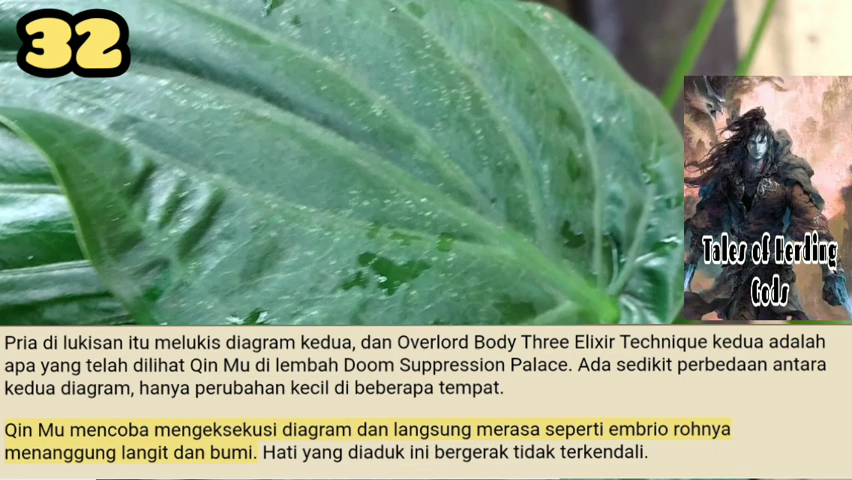 32
Tales of Herding
Gods
Pria di lukisan itu melukis diagram kedua, dan Overlord Body Three Elixir Technique kedua adalah
apa yang telah dilihat Qin Mu di lembah Doom Suppression Palace. Ada sedikit perbedaan antara
kedua diagram, hanya perubahan kecil di beberapa tempat.
Qin Mu mencoba mengeksekusi diagram dan langsung merasa seperti embrio rohnya
menanggung langit dan bumi. Hati yang diaduk ini bergerak tidak terkendali.